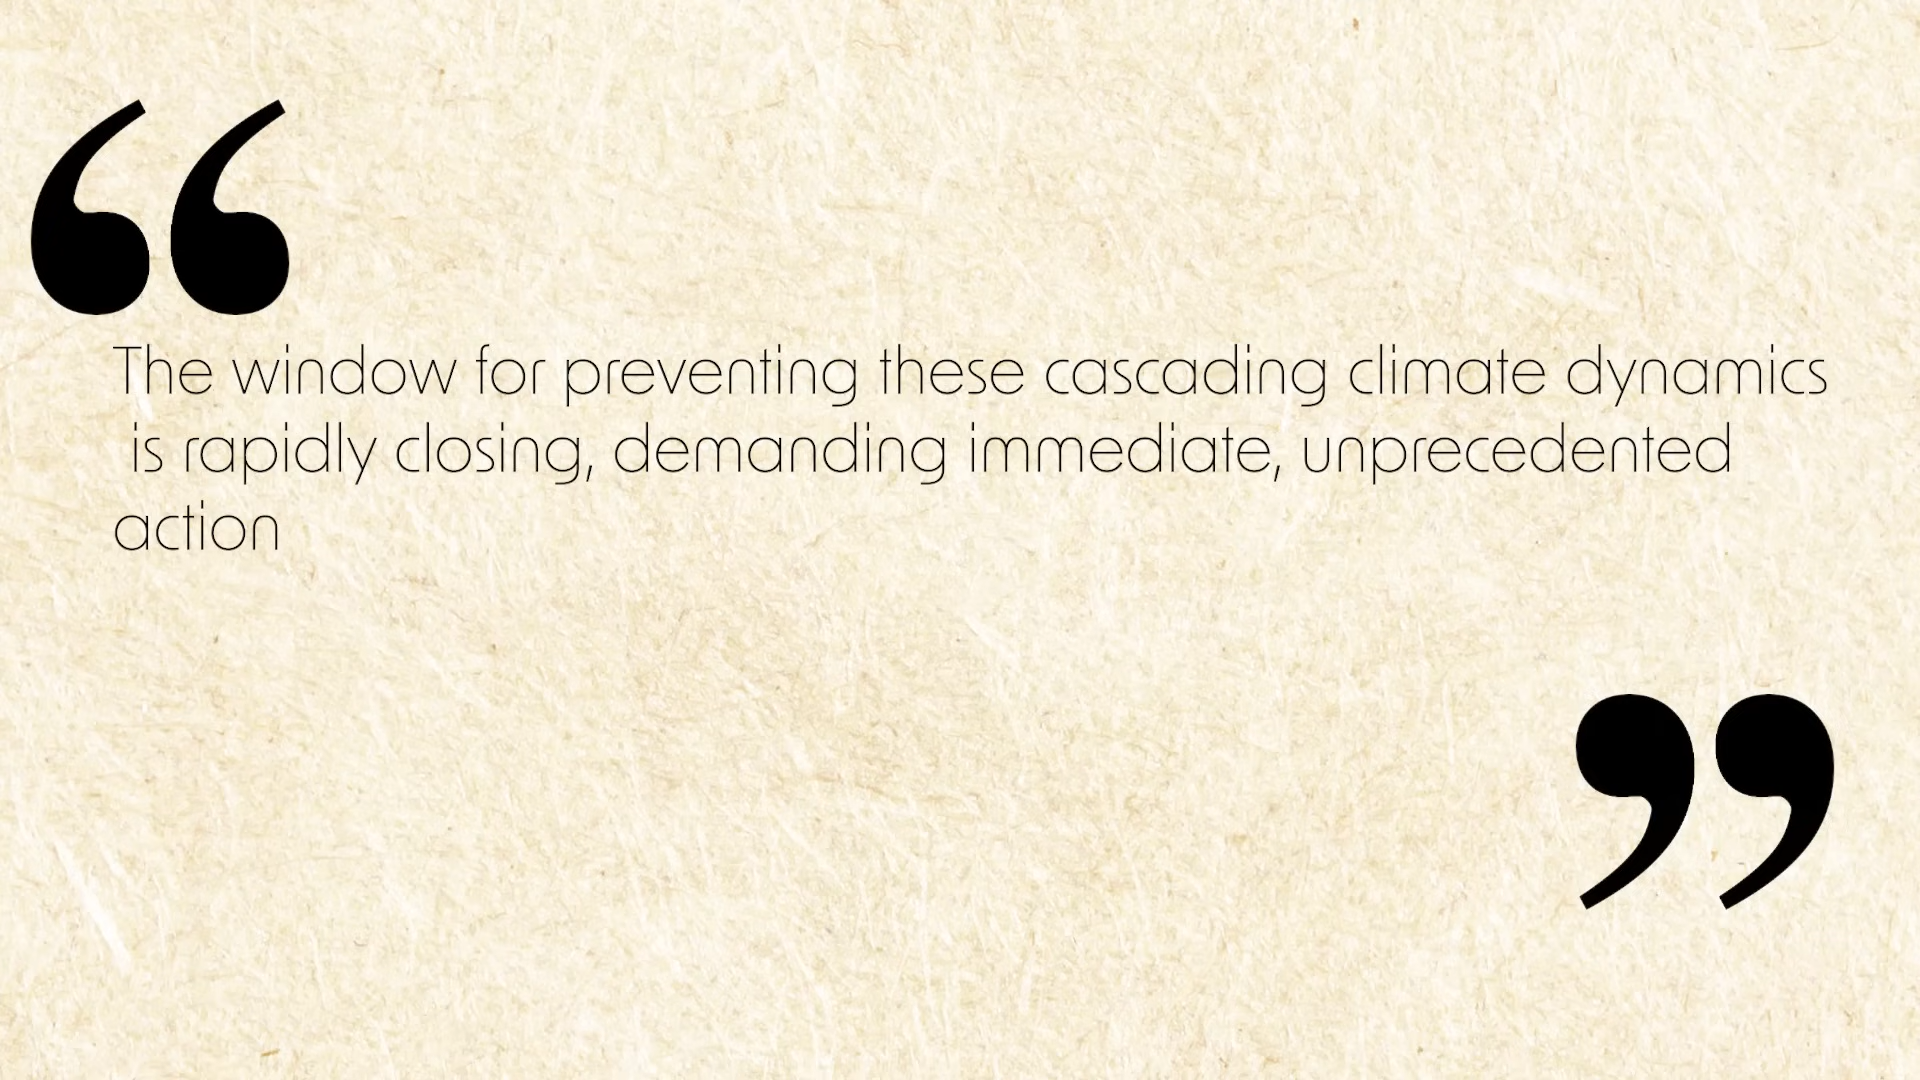 “
The window for preventing these cascading climate dynamics
is rapidly closing, demanding immediate, unprecedented
action
”